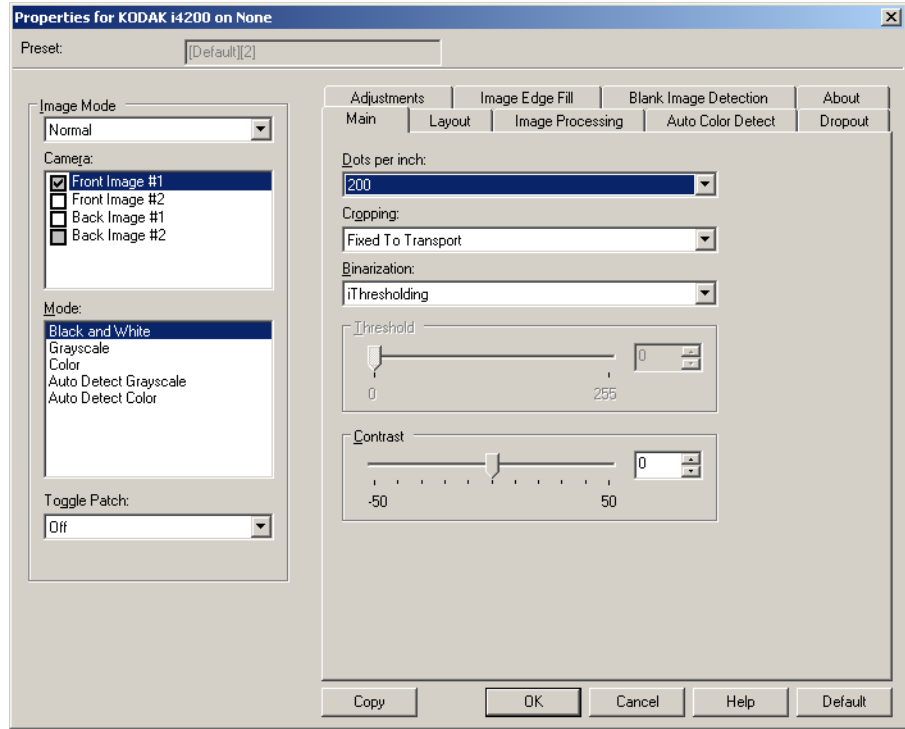 Properties for KODAK i4200 on None
Preset:
[Default][2]
Image Mode
Normal
Camera:
Front Image #1
Front Image #2
Back Image #1
Back Image #2
Mode:
Black and White
Grayscale
Color
Auto Detect Grayscale
Auto Detect Color
Toggle Patch:
Off
Adjustments Image Edge Fill Blank Image Detection About
Main Layout Image Processing Auto Color Detect Dropout
Dots per inch:
200
Cropping:
Fixed To Transport
Binarization:
iThresholding
Threshold
0
0 255
Contrast
0
-50 50
Copy OK Cancel Help Default